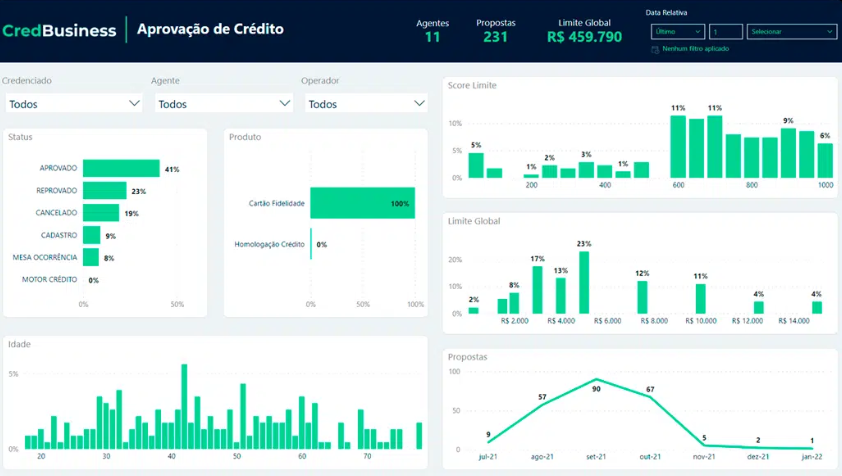 CredBusiness
Aprovação de Crédito
Agentes
11
Propostas
231
Limite Global
R$ 459.790
Data Relativa
Último
1
Selecionar
Nenhum filtro aplicado
Credenciado
Todos
Agente
Todos
Operador
Todos
Status
APROVADO 41%
REPROVADO 23%
CANCELADO 19%
CADASTRO 9%
MESA OCORRÊNCIA 8%
MOTOR CRÉDITO 0%
0% 50%
Produto
Cartão Fidelidade 100%
Homologação Crédito 0%
0% 50% 100%
Idade
5%
0%
20 30 40 50 60 70
Score Limite
10%
5%
0%
5% 1% 2% 3% 1% 11% 11% 9% 6%
200 400 600 800 1000
Limite Global
20%
10%
0%
2% 8% 17% 13% 23% 12% 11% 4% 4%
R$ 2.000 R$ 4.000 R$ 6.000 R$ 8.000 R$ 10.000 R$ 12.000 R$ 14.000
Propostas
100
50
0
9 57 90 67 5 2 1
jul-21 ago-21 set-21 out-21 nov-21 dez-21 jan-22